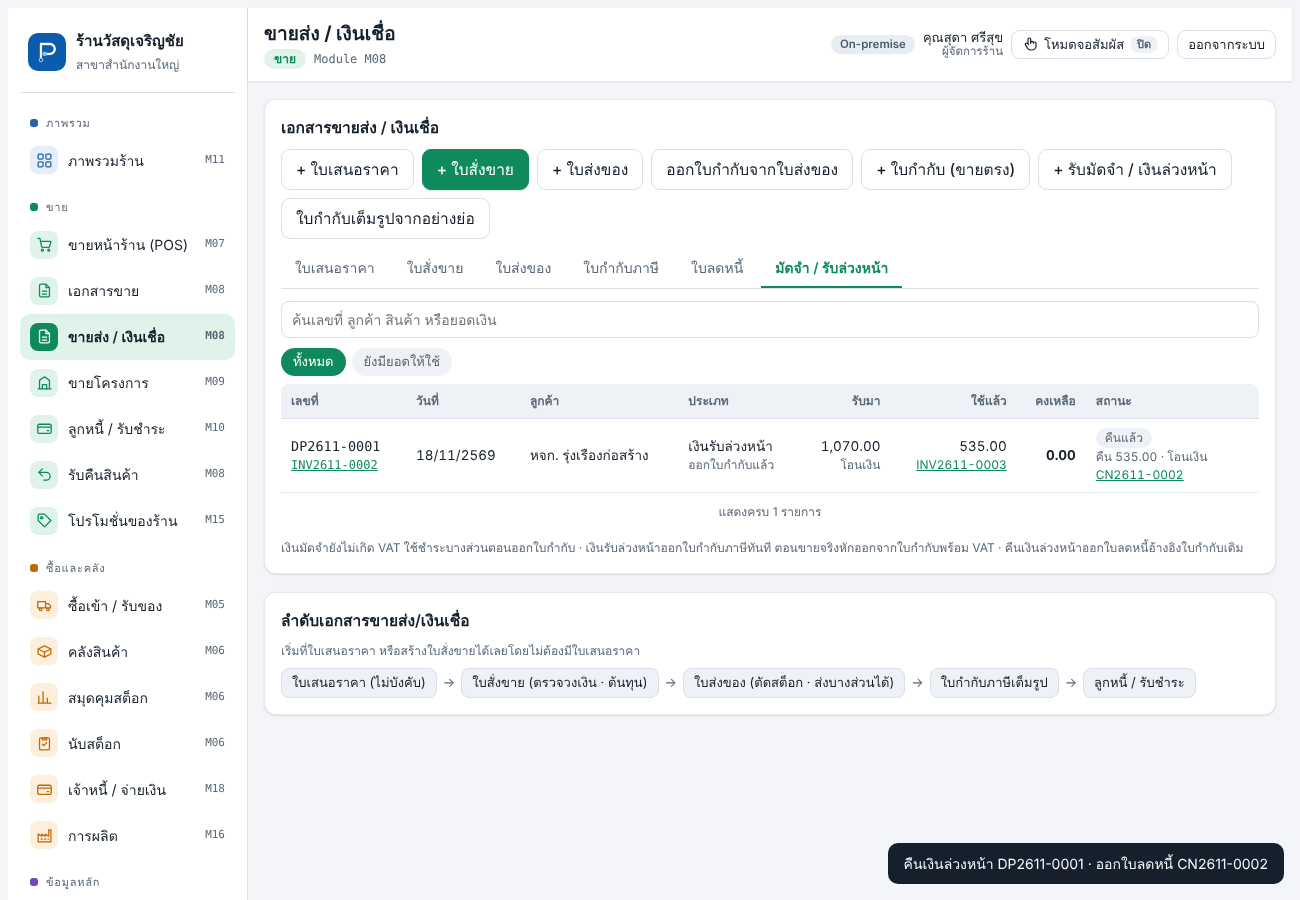 ร้านวัสดุเจริญชัย
สาขาสำนักงานใหญ่
ภาพรวม
ภาพรวมร้าน M11
ขาย
ขายหน้าร้าน (POS) M07
เอกสารขาย M08
ขายส่ง / เงินเชื่อ M08
ขายโครงการ M09
ลูกหนี้ / รับชำระ M10
รับคืนสินค้า M08
โปรโมชั่นของร้าน M15
ซื้อและคลัง
ซื้อเข้า / รับของ M05
คลังสินค้า M06
สมุดคุมสต็อก M06
นับสต็อก M06
เจ้าหนี้ / จ่ายเงิน M18
การผลิต M16
ข้อมูลหลัก
ขายส่ง / เงินเชื่อ
ขาย Module M08
On-premise
คุณสุดา ศรีสุข
ผู้จัดการร้าน
โหมดจอสัมผัส ปิด
ออกจากระบบ
เอกสารขายส่ง / เงินเชื่อ
+ ใบเสนอราคา + ใบสั่งขาย + ใบส่งของ ออกใบกำกับจากใบส่งของ + ใบกำกับ (ขายตรง) + รับมัดจำ / เงินล่วงหน้า
ใบกำกับเต็มรูปจากอย่างย่อ
ใบเสนอราคา ใบสั่งขาย ใบส่งของ ใบกำกับภาษี ใบลดหนี้ มัดจำ / รับล่วงหน้า
ค้นเลขที่ ลูกค้า สินค้า หรือยอดเงิน
ทั้งหมด ยังมียอดให้ใช้
เลขที่ วันที่ ลูกค้า ประเภท รับมา ใช้แล้ว คงเหลือ สถานะ
DP2611-0001
INV2611-0002
18/11/2569
หจก. รุ่งเรืองก่อสร้าง
เงินรับล่วงหน้า
ออกใบกำกับแล้ว
1,070.00
โอนเงิน
535.00
INV2611-0003
0.00
คืนแล้ว
คืน 535.00 · โอนเงิน
CN2611-0002
แสดงครบ 1 รายการ
เงินมัดจำยังไม่เกิด VAT ใช้ชำระบางส่วนตอนออกใบกำกับ · เงินรับล่วงหน้าออกใบกำกับภาษีทันที ตอนขายจริงหักออกจากใบกำกับพร้อม VAT · คืนเงินล่วงหน้าออกใบลดหนี้อ้างอิงใบกำกับเดิม
ลำดับเอกสารขายส่ง/เงินเชื่อ
เริ่มที่ใบเสนอราคา หรือสร้างใบสั่งขายได้เลยโดยไม่ต้องมีใบเสนอราคา
ใบเสนอราคา (ไม่บังคับ) → ใบสั่งขาย (ตรวจวงเงิน · ต้นทุน) → ใบส่งของ (ตัดสต็อก · ส่งบางส่วนได้) → ใบกำกับภาษีเต็มรูป → ลูกหนี้ / รับชำระ
คืนเงินล่วงหน้า DP2611-0001 · ออกใบลดหนี้ CN2611-0002